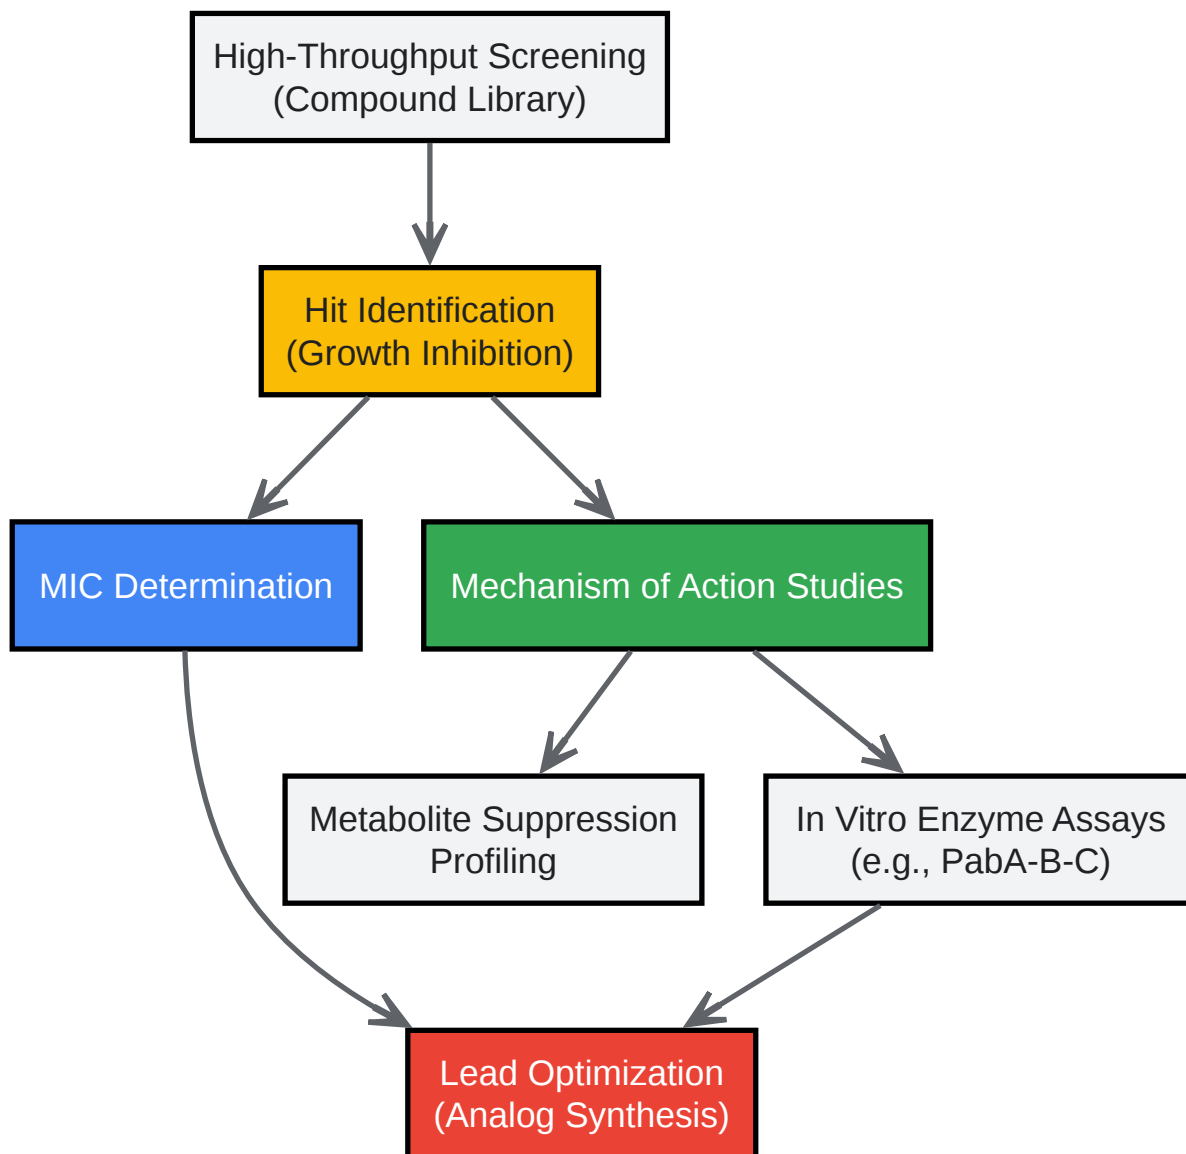 High-Throughput Screening
(Compound Library)
Hit Identification
(Growth Inhibition)
MIC Determination
Mechanism of Action Studies
Metabolite Suppression
Profiling
In Vitro Enzyme Assays
(e.g., PabA-B-C)
Lead Optimization
(Analog Synthesis)